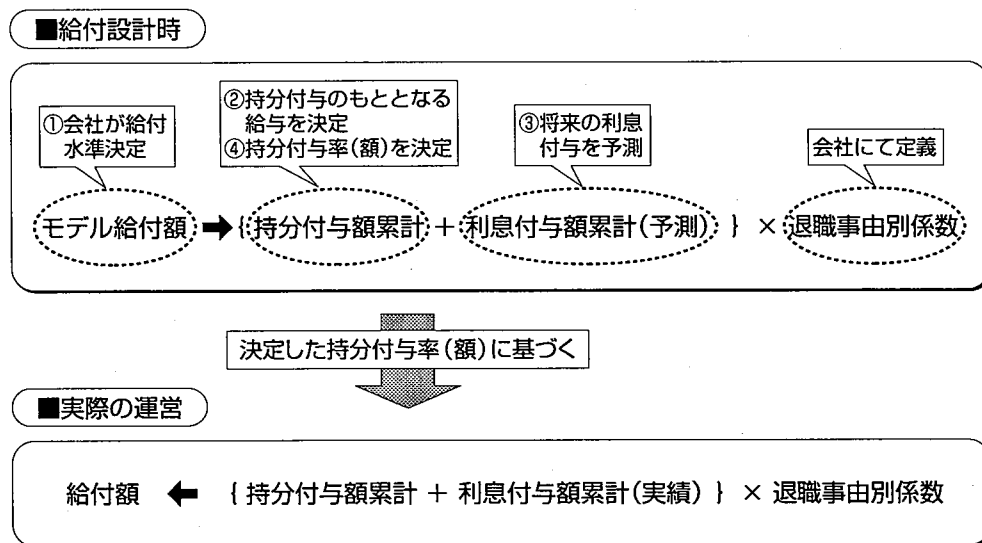 ■給付設計時
①会社が給付
水準決定
②持分付与のもととなる
給与を決定
④持分付与率(額)を決定
③将来の利息
付与を予測
会社にて定義
モデル給付額 ➡ { 持分付与額累計 + 利息付与額累計(予測) } × 退職事由別係数
決定した持分付与率(額)に基づく
■実際の運営
給付額 ⬅ { 持分付与額累計 + 利息付与額累計(実績) } × 退職事由別係数